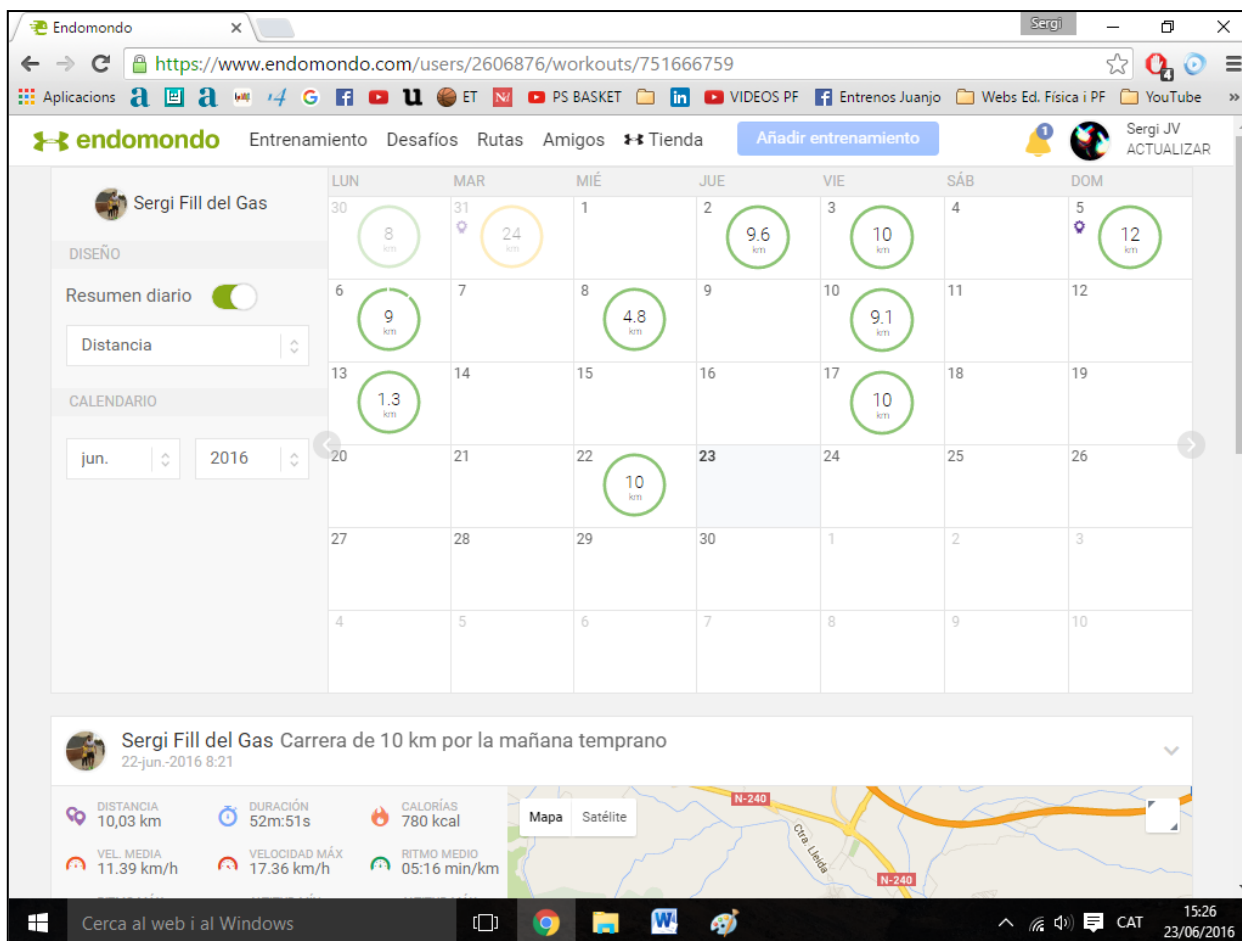 Endomondo
Sergi
https://www.endomondo.com/users/2606876/workouts/751666759
4
Aplicacions ET PS BASKET VIDEOS PF Entrenos Juanjo Webs Ed. Física i PF YouTube »
endomondo Entrenamiento Desafíos Rutas Amigos Tienda Añadir entrenamiento 1 Sergi JV
ACTUALIZAR
Sergi Fill del Gas
DISEÑO
Resumen diario
Distancia
CALENDARIO
jun. 2016
LUN MAR MIÉ JUE VIE SÁB DOM
30 31 1 2 3 4 5
8 km 24 km 9.6 km 10 km 12 km
6 7 8 9 10 11 12
9 km 4.8 km 9.1 km
13 14 15 16 17 18 19
1.3 km 10 km
20 21 22 23 24 25 26
10 km
27 28 29 30 1 2 3
4 5 6 7 8 9 10
Sergi Fill del Gas Carrera de 10 km por la mañana temprano
22-jun.-2016 8:21
DISTANCIA DURACIÓN CALORÍAS
10,03 km 52m:51s 780 kcal
VEL. MEDIA VELOCIDAD MÁX RITMO MEDIO
11.39 km/h 17.36 km/h 05:16 min/km
Mapa Satélite
N-240
Ctra. Lleida
N-240
Cerca al web i al Windows
CAT
15:26
23/06/2016